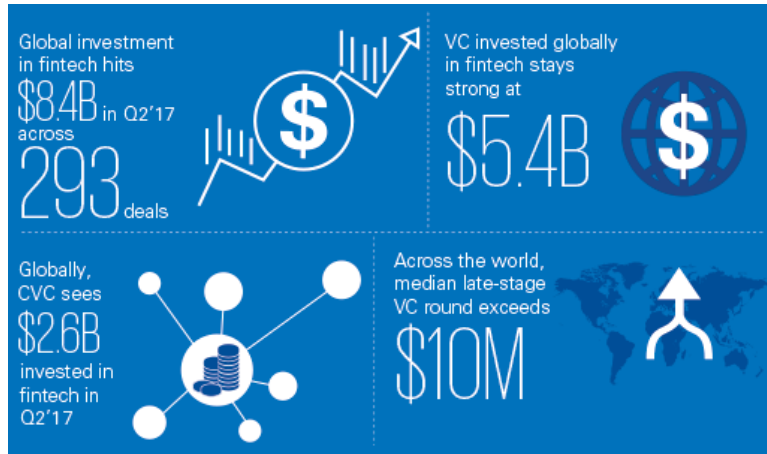 Global investment
in fintech hits
$8.4B in Q2'17
across
293 deals
VC invested globally
in fintech stays
strong at
$5.4B
Globally,
CVC sees
$2.6B
invested in
fintech in
Q2'17
Across the world,
median late-stage
VC round exceeds
$10M